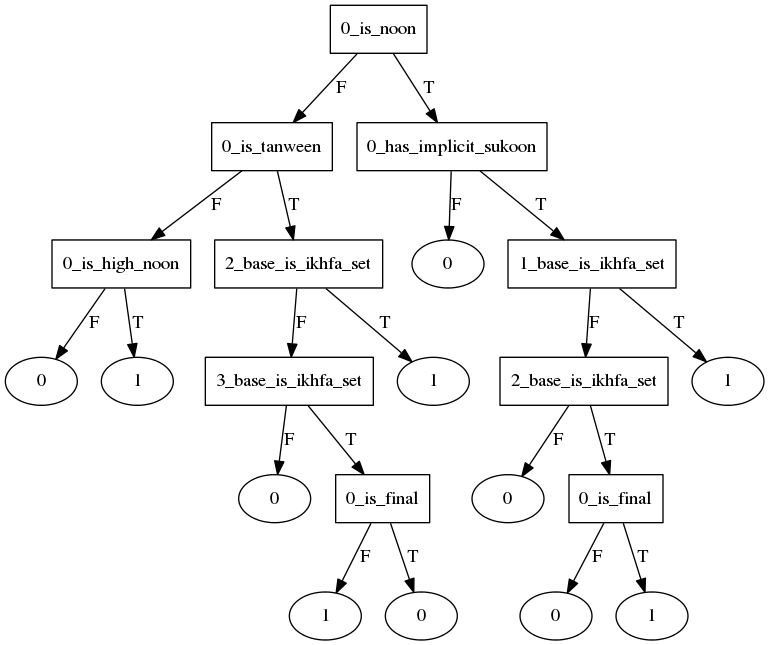 0_is_noon
F
T
0_is_tanween
0_has_implicit_sukoon
F
T
F
T
0_is_high_noon
2_base_is_ikhfa_set
0
1_base_is_ikhfa_set
F
T
F
T
F
T
0
1
3_base_is_ikhfa_set
1
2_base_is_ikhfa_set
1
F
T
F
T
0
0_is_final
0
0_is_final
F
T
F
T
1
0
0
1